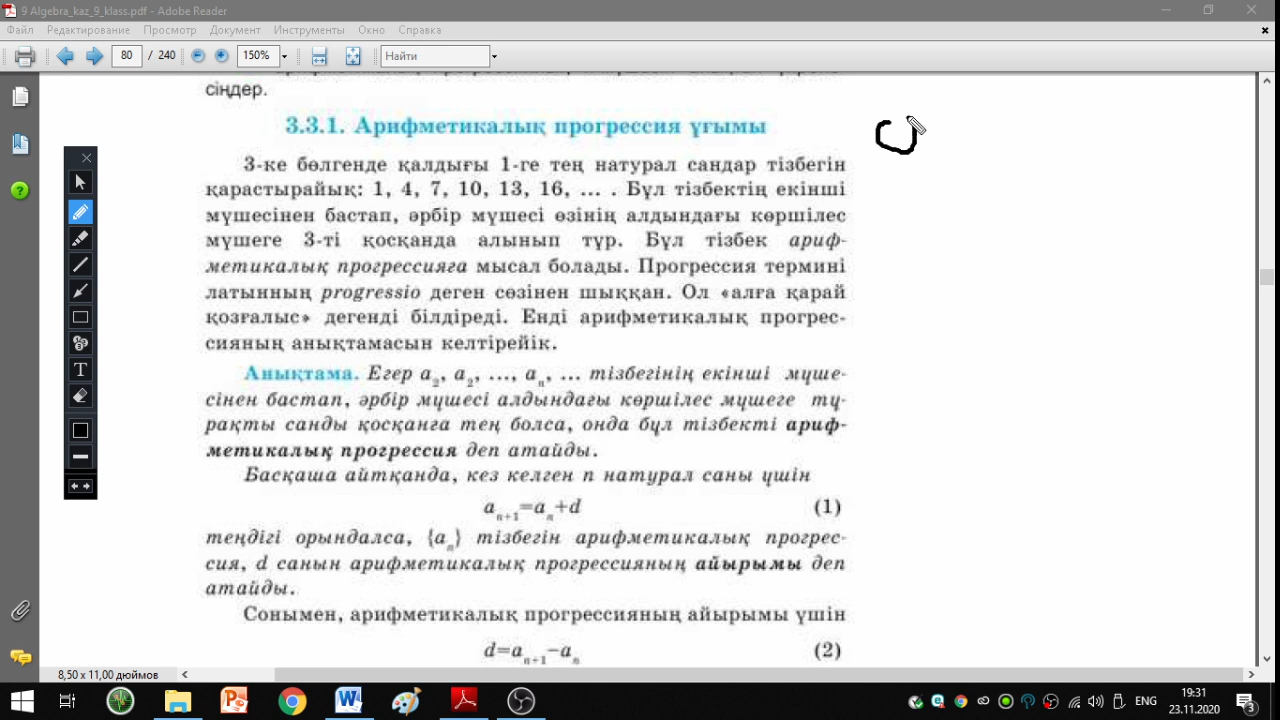 9 Algebra_kaz_9_klass.pdf - Adobe Reader
Файл Редактирование Просмотр Документ Инструменты Окно Справка
80 / 240 150% Найти
сіңдер.
3.3.1. Арифметикалық прогрессия ұғымы
3-ке бөлгенде қалдығы 1-ге тең натурал сандар тізбегін
қарастырайық: 1, 4, 7, 10, 13, 16, ... . Бұл тізбектің екінші
мүшесінен бастап, әрбір мүшесі өзінің алдындағы көршілес
мүшеге 3-ті қосқанда алынып тұр. Бұл тізбек ариф-
метикалық прогрессияға мысал болады. Прогрессия термині
латынның progressio деген сөзінен шыққан. Ол «алға қарай
қозғалыс» дегенді білдіреді. Енді арифметикалық прогрес-
сияның анықтамасын келтірейік.
Анықтама. Егер a₂, a₂, ..., aₙ, ... тізбегінің екінші мүше-
сінен бастап, әрбір мүшесі алдындағы көршілес мүшеге тұ-
рақты санды қосқанға тең болса, онда бұл тізбекті ариф-
метикалық прогрессия деп атайды.
Басқаша айтқанда, кез келген n натурал саны үшін
aₙ₊₁=aₙ+d (1)
теңдігі орындалса, {aₙ} тізбегін арифметикалық прогрес-
сия, d санын арифметикалық прогрессияның айырымы деп
атайды.
Сонымен, арифметикалық прогрессияның айырымы үшін
d=aₙ₊₁−aₙ (2)
8,50 x 11,00 дюймов
ENG 19:31
23.11.2020 3